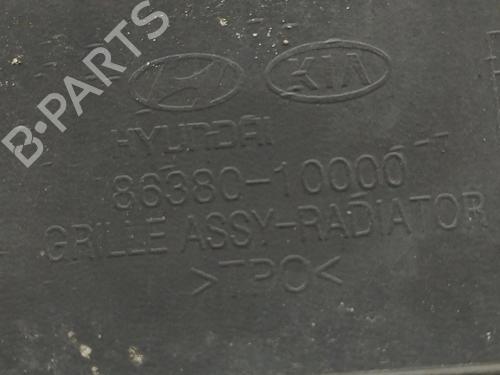 B-PARTS
KIA
HYUNDAI
86380-10000
GRILLE ASSY-RADIATOR
>TPO<